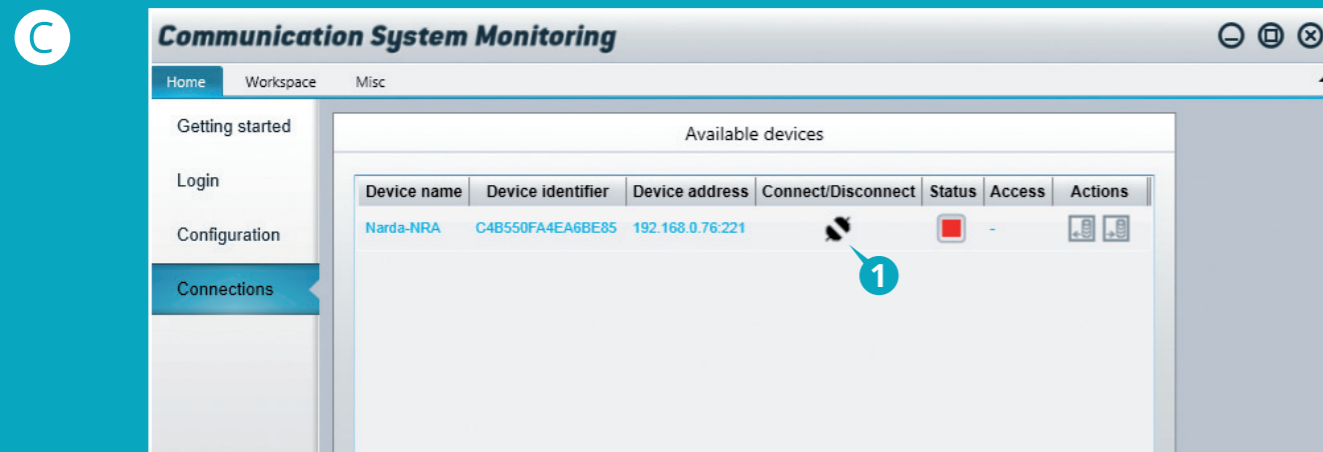 C
Communication System Monitoring
Home Workspace Misc
Getting started
Login
Configuration
Connections
Available devices
Device name Device identifier Device address Connect/Disconnect Status Access Actions
Narda-NRA C4B550FA4EA6BE85 192.168.0.76:221 -
1